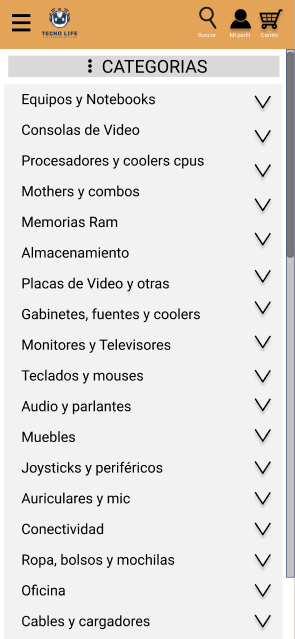 TECNO LIFE
Buscar
Mi perfil
Carrito
CATEGORIAS
Equipos y Notebooks
Consolas de Video
Procesadores y coolers cpus
Mothers y combos
Memorias Ram
Almacenamiento
Placas de Video y otras
Gabinetes, fuentes y coolers
Monitores y Televisores
Teclados y mouses
Audio y parlantes
Muebles
Joysticks y periféricos
Auriculares y mic
Conectividad
Ropa, bolsos y mochilas
Oficina
Cables y cargadores